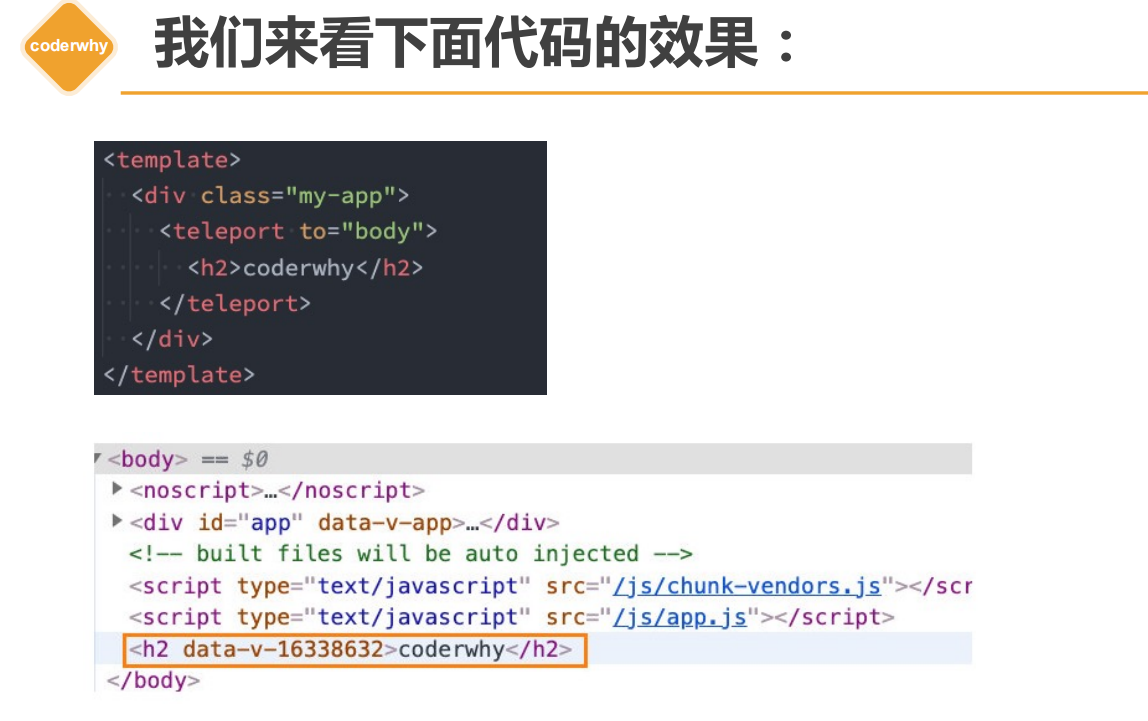 coderwhy
我们来看下面代码的效果：
<template>
<div class="my-app">
<teleport to="body">
<h2>coderwhy</h2>
</teleport>
</div>
</template>
<body> == $0
<noscript>…</noscript>
<div id="app" data-v-app>…</div>
<!-- built files will be auto injected -->
<script type="text/javascript" src="/js/chunk-vendors.js"></scr
<script type="text/javascript" src="/js/app.js"></script>
<h2 data-v-16338632>coderwhy</h2>
</body>